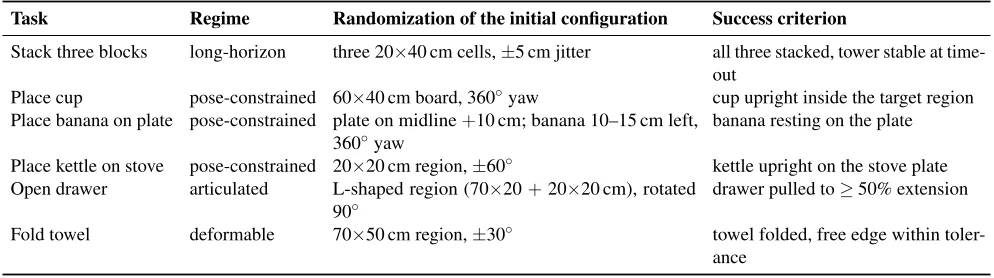 Task Regime Randomization of the initial configuration Success criterion
Stack three blocks long-horizon three 20×40 cm cells, ±5 cm jitter all three stacked, tower stable at time-
out
Place cup pose-constrained 60×40 cm board, 360° yaw cup upright inside the target region
Place banana on plate pose-constrained plate on midline +10 cm; banana 10–15 cm left, banana resting on the plate
360° yaw
Place kettle on stove pose-constrained 20×20 cm region, ±60° kettle upright on the stove plate
Open drawer articulated L-shaped region (70×20 + 20×20 cm), rotated drawer pulled to ≥ 50% extension
90°
Fold towel deformable 70×50 cm region, ±30° towel folded, free edge within toler-
ance